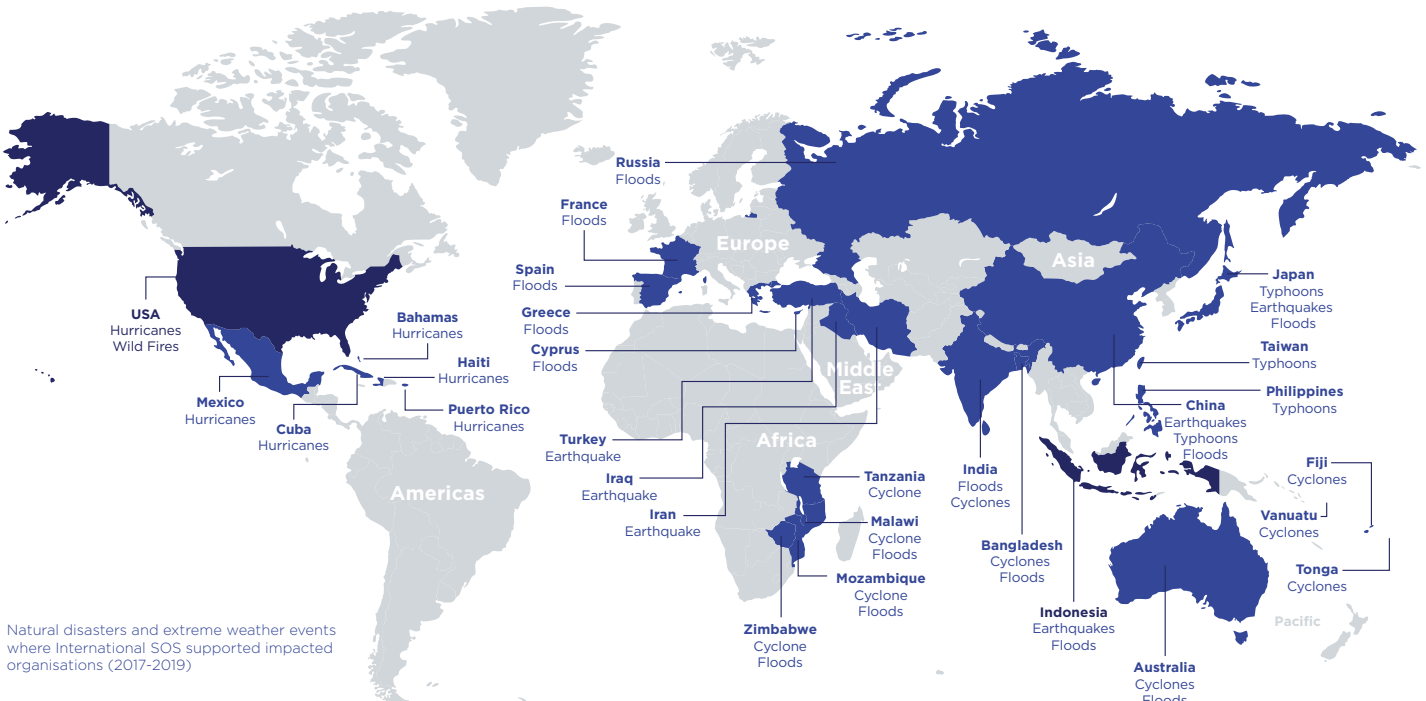 Russia
Floods
France
Floods
Europe
Asia
Spain
Floods
Japan
Typhoons
Earthquakes
Floods
USA
Hurricanes
Wild Fires
Bahamas
Hurricanes
Greece
Floods
Cyprus
Floods
Taiwan
Typhoons
Haiti
Hurricanes
Middle
East
Philippines
Typhoons
Mexico
Hurricanes
Cuba
Hurricanes
Puerto Rico
Hurricanes
China
Earthquakes
Typhoons
Floods
Turkey
Earthquake
Africa
Iraq
Earthquake
Tanzania
Cyclone
India
Floods
Cyclones
Fiji
Cyclones
Americas
Iran
Earthquake
Malawi
Cyclone
Floods
Vanuatu
Cyclones
Bangladesh
Cyclones
Floods
Tonga
Cyclones
Mozambique
Cyclone
Floods
Indonesia
Earthquakes
Floods
Pacific
Zimbabwe
Cyclone
Floods
Natural disasters and extreme weather events
where International SOS supported impacted
organisations (2017-2019)
Australia
Cyclones
Floods